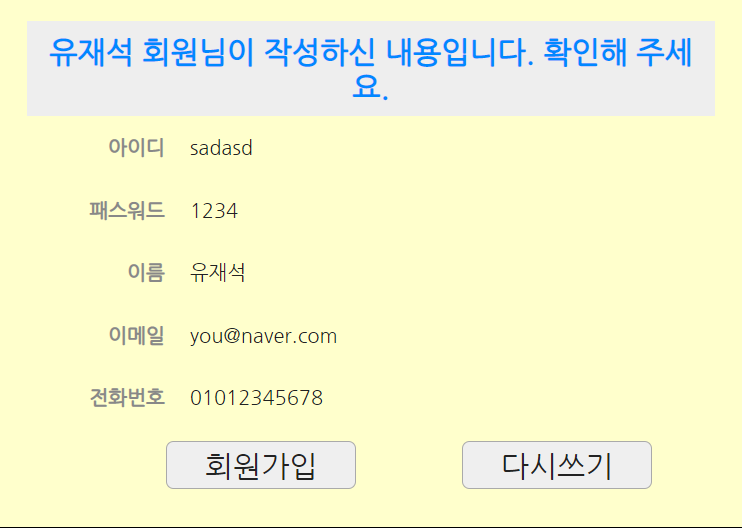 유재석 회원님이 작성하신 내용입니다. 확인해 주세
요.
아이디 sadasd
패스워드 1234
이름 유재석
이메일 you@naver.com
전화번호 01012345678
회원가입 다시쓰기